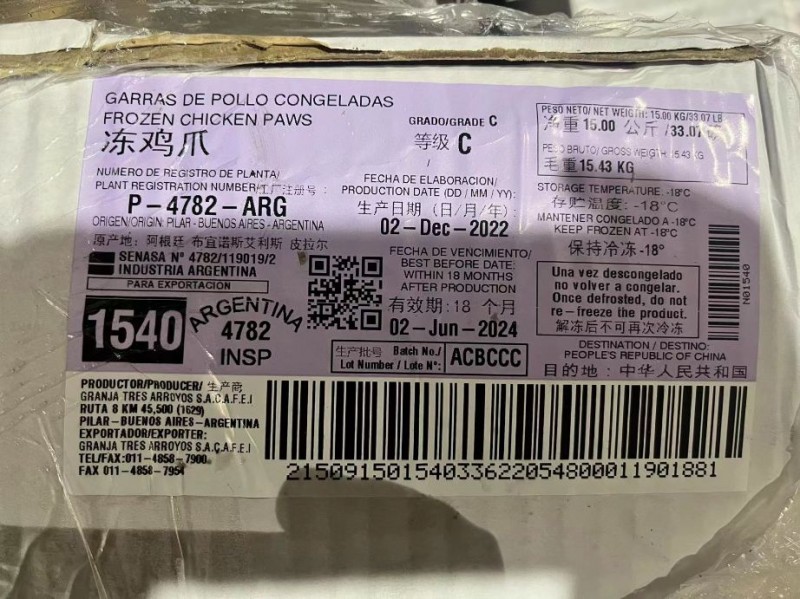 GARRAS DE POLLO CONGELADAS
FROZEN CHICKEN PAWS
冻鸡爪
NUMERO DE REGISTRO DE PLANTA/
PLANT REGISTRATION NUMBER/工厂注册号:
P-4782-ARG
ORIGEN/ORIGIN: PILAR - BUENOS AIRES - ARGENTINA
原产地: 阿根廷 布宜诺斯艾利斯 皮拉尔
SENASA Nº 4782/119019/2
INDUSTRIA ARGENTINA
PARA EXPORTACION
1540
ARGENTINA
4782
INSP
GRADO/GRADE C
等级 C
/
FECHA DE ELABORACION/
PRODUCTION DATE (DD / MM / YY):
生产日期 (日/月/年):
02-Dec-2022
FECHA DE VENCIMIENTO/
BEST BEFORE DATE:
WITHIN 18 MONTHS
AFTER PRODUCTION
有效期:18 个月
02-Jun-2024
生产批号 Batch No./
Lot Number / Lote N°:
ACBCCC
PESO NETO/ NET WEIGTH: 15.00 KG/33.07 LB
净重 15.00 公斤 /33.07
PESO BRUTO/GROSS WEIGTH 15.43 KG
毛重 15.43 KG
STORAGE TEMPERATURE: -18°C
存贮温度: -18°C
MANTENER CONGELADO A -18°C
KEEP FROZEN AT -18°C
保持冷冻 -18°
Una vez descongelado
no volver a congelar.
Once defrosted, do not
re-freeze the product.
解冻后不可再次冷冻
N01540
DESTINATION / DESTINO:
PEOPLE'S REPUBLIC OF CHINA
目的地: 中华人民共和国
PRODUCTOR/PRODUCER/ 生产商
GRANJA TRES ARROYOS S.A.C.A.F.E.I
RUTA 8 KM 45,500 (1629)
PILAR-BUENOS AIRES-ARGENTINA
EXPORTADOR/EXPORTER:
GRANJA TRES ARROYOS S.A.C.A.F.E.I
TEL/FAX:011-4858-7900
FAX 011-4858-7954
21509150154033622054800011901881